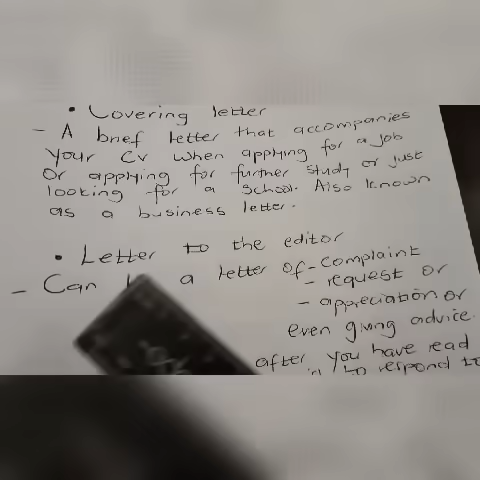 • Covering letter
- A brief letter that accompanies
your CV when applying for a job
or applying for further study or just
looking for a school. Also known
as a business letter.
• Letter to the editor
- Can a letter of - complaint
- request or
- appreciation or
even giving advice.
after you have read
to respond to